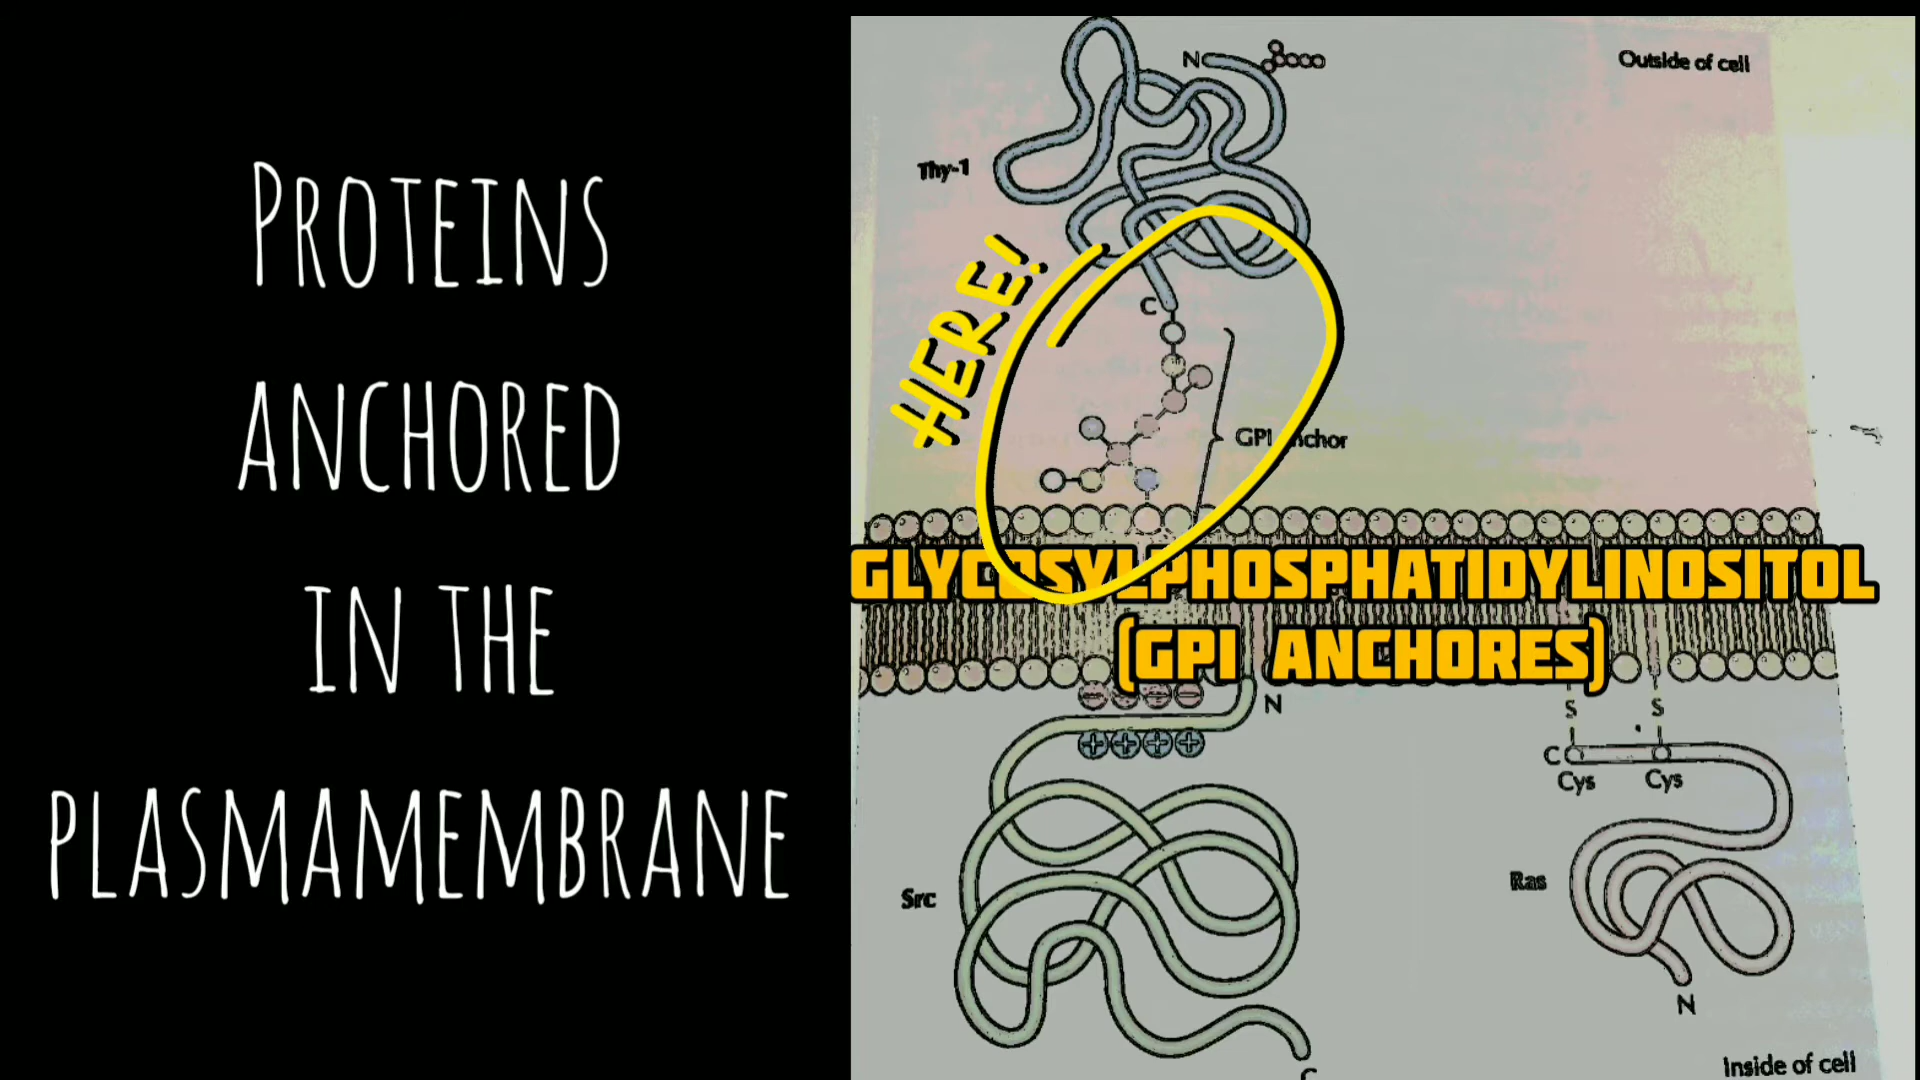 PROTEINS
ANCHORED
IN THE
PLASMAMEMBRANE
N
Outside of cell
Thy-1
HERE!
C
GPI anchor
GLYCOSYLPHOSPHATIDYLINOSITOL
(GPI ANCHORES)
N
S S
C
Cys Cys
Src
Ras
N
C
Inside of cell